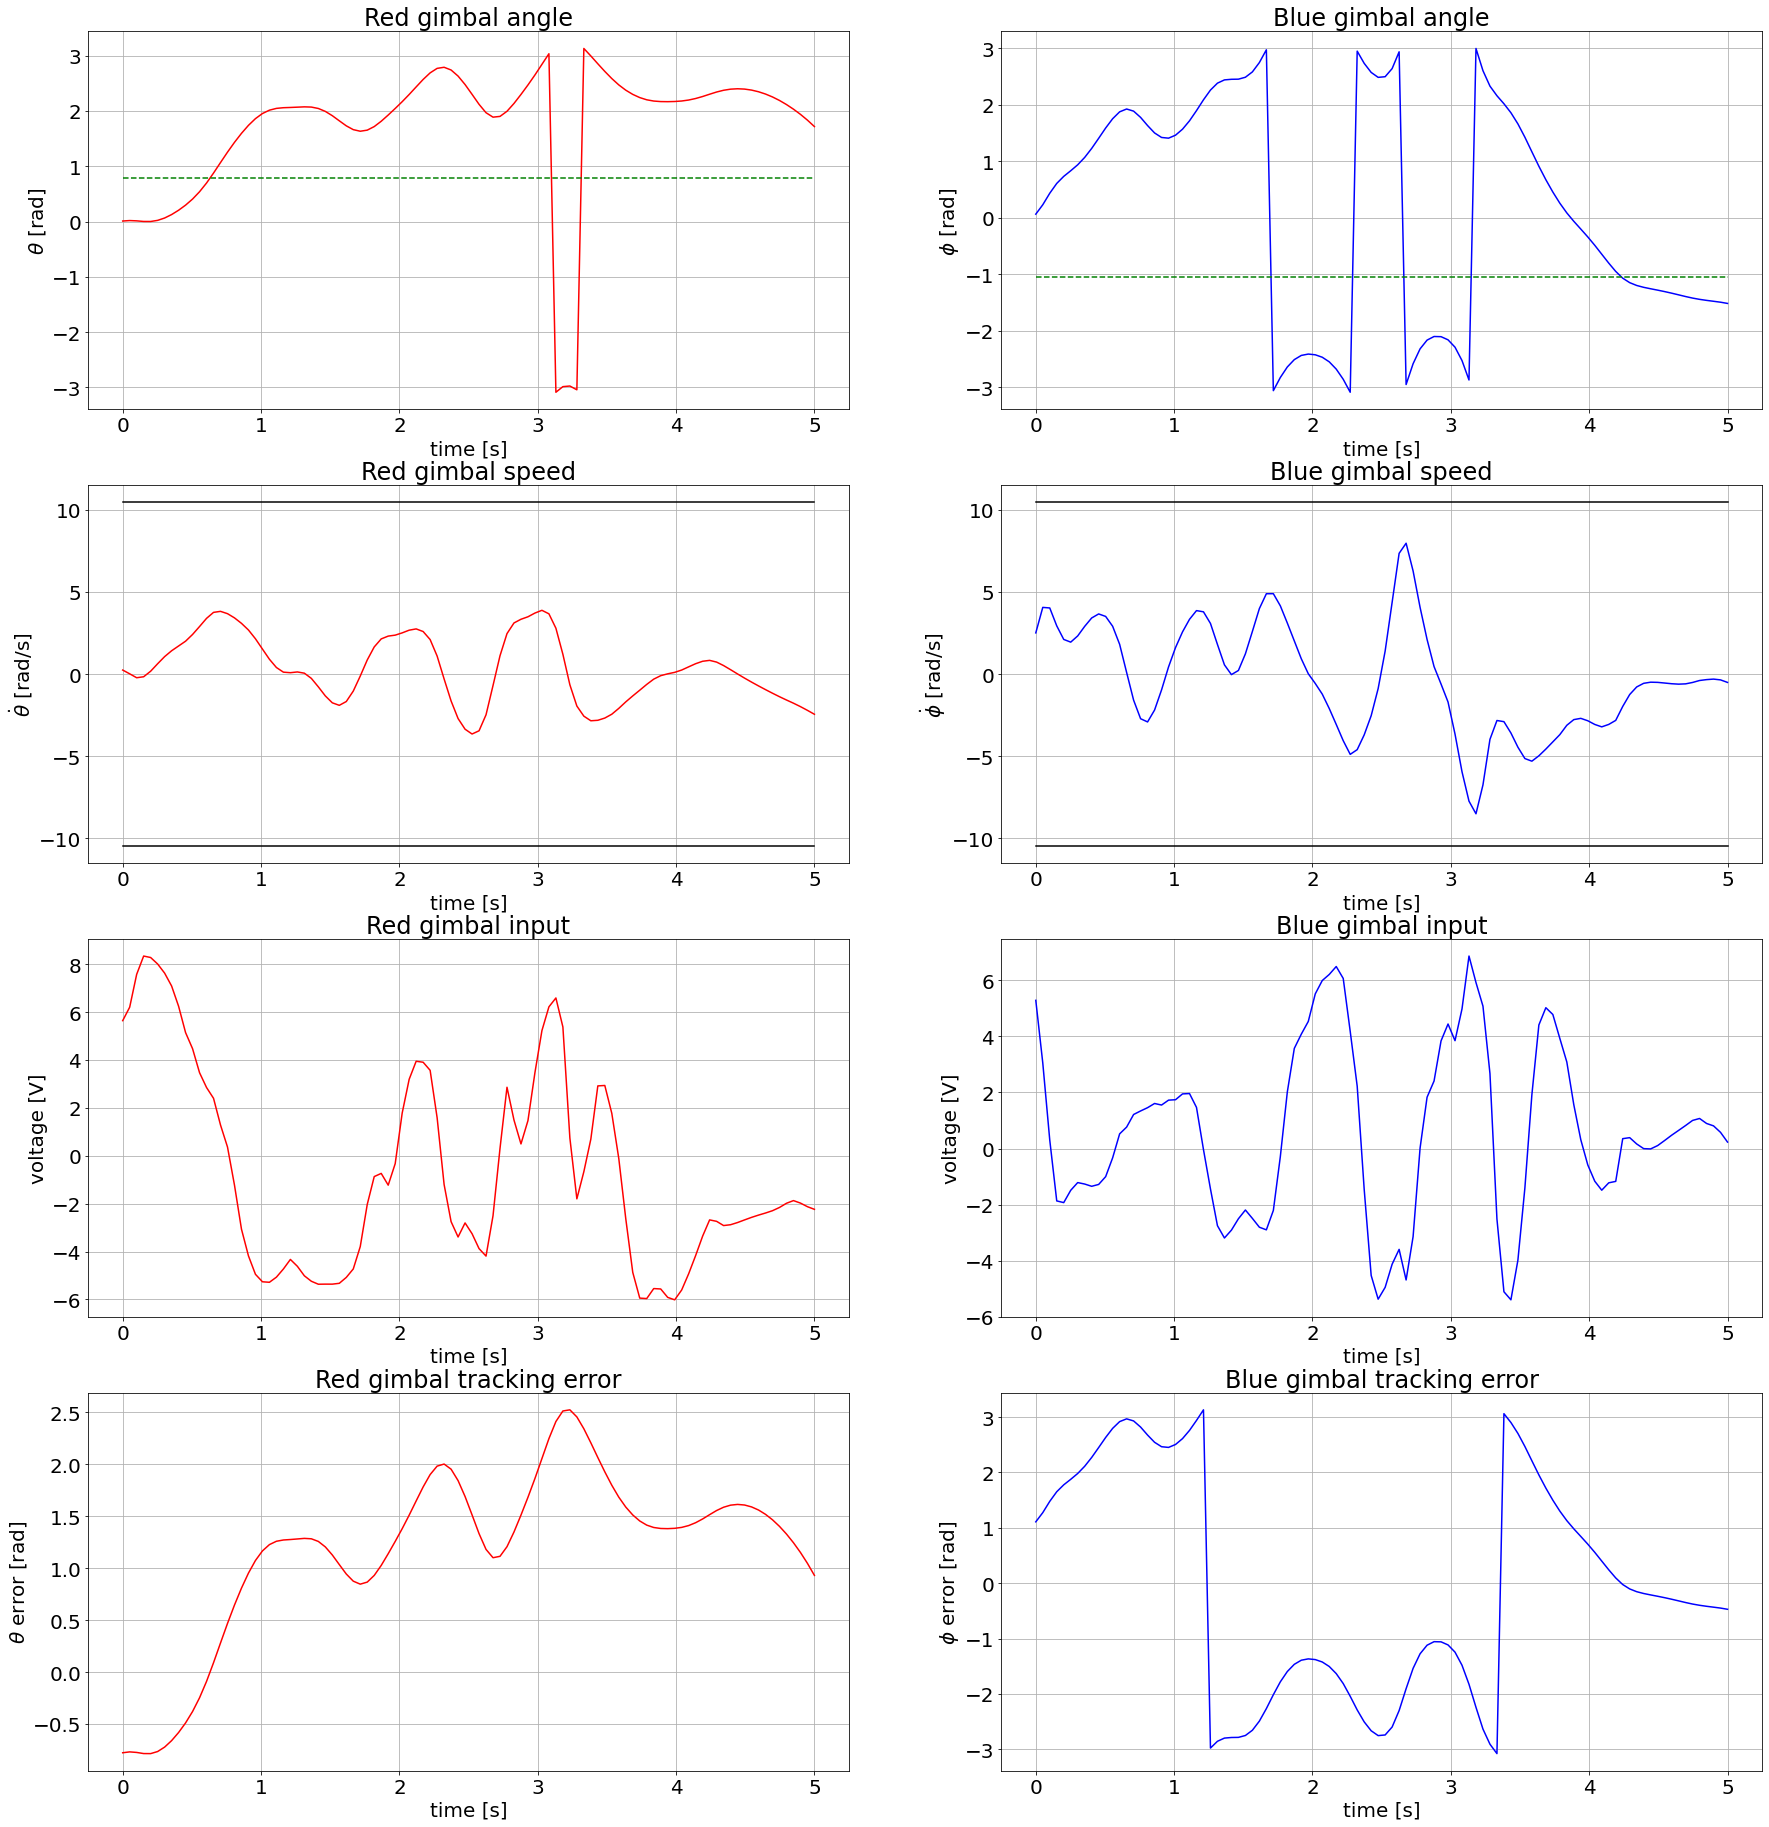 Red gimbal angle
θ [rad]
3
2
1
0
−1
−2
−3
0 1 2 3 4 5
time [s]
Blue gimbal angle
ϕ [rad]
3
2
1
0
−1
−2
−3
0 1 2 3 4 5
time [s]
Red gimbal speed
θ̇ [rad/s]
10
5
0
−5
−10
0 1 2 3 4 5
time [s]
Blue gimbal speed
ϕ̇ [rad/s]
10
5
0
−5
−10
0 1 2 3 4 5
time [s]
Red gimbal input
voltage [V]
8
6
4
2
0
−2
−4
−6
0 1 2 3 4 5
time [s]
Blue gimbal input
voltage [V]
6
4
2
0
−2
−4
−6
0 1 2 3 4 5
time [s]
Red gimbal tracking error
θ error [rad]
2.5
2.0
1.5
1.0
0.5
0.0
−0.5
0 1 2 3 4 5
time [s]
Blue gimbal tracking error
ϕ error [rad]
3
2
1
0
−1
−2
−3
0 1 2 3 4 5
time [s]